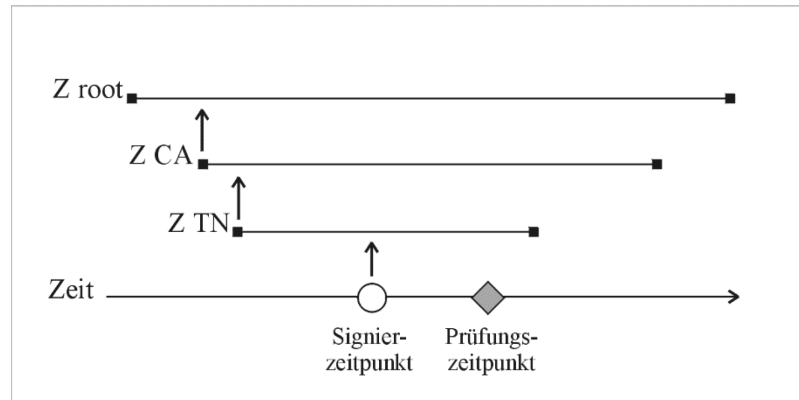 Z root
Z CA
Z TN
Zeit
Signier-
zeitpunkt
Prüfungs-
zeitpunkt